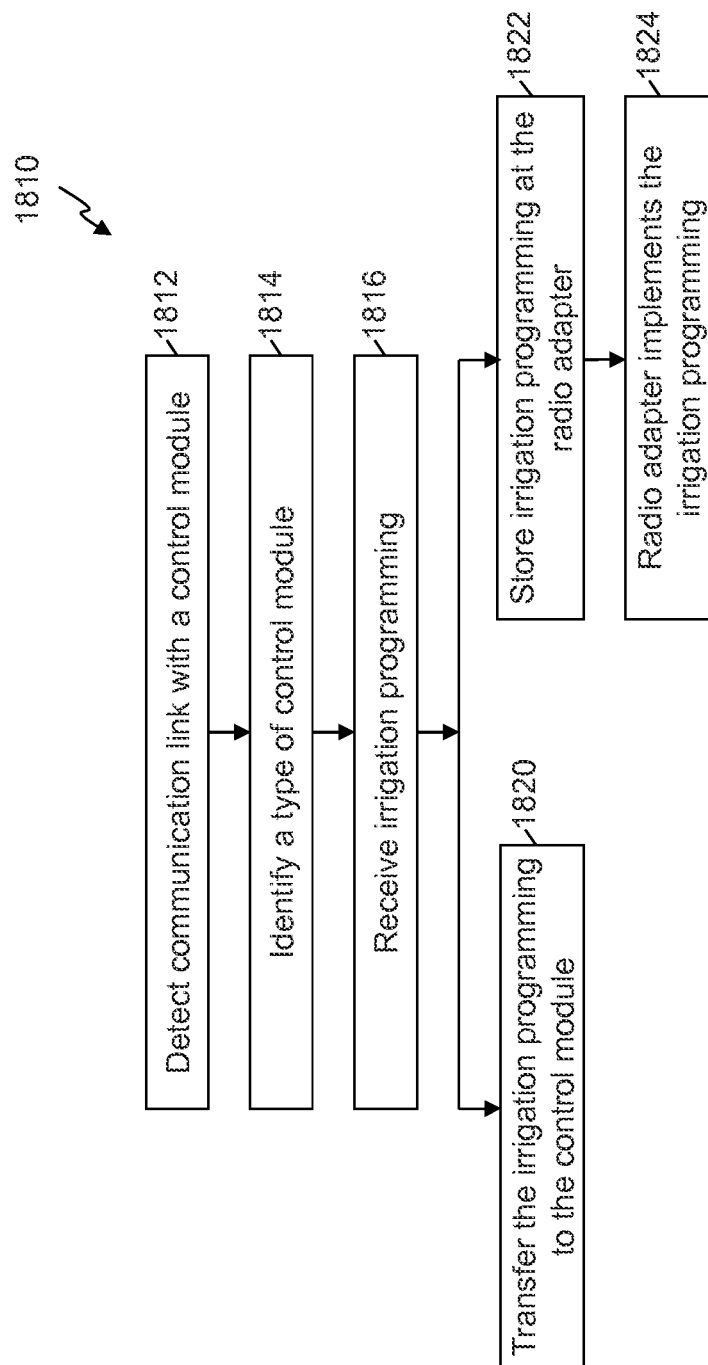 1810
1812
Detect communication link with a control module
1814
Identify a type of control module
1816
Receive irrigation programming
1820
Transfer the irrigation programming
to the control module
1822
Store irrigation programming at the
radio adapter
1824
Radio adapter implements the
irrigation programming